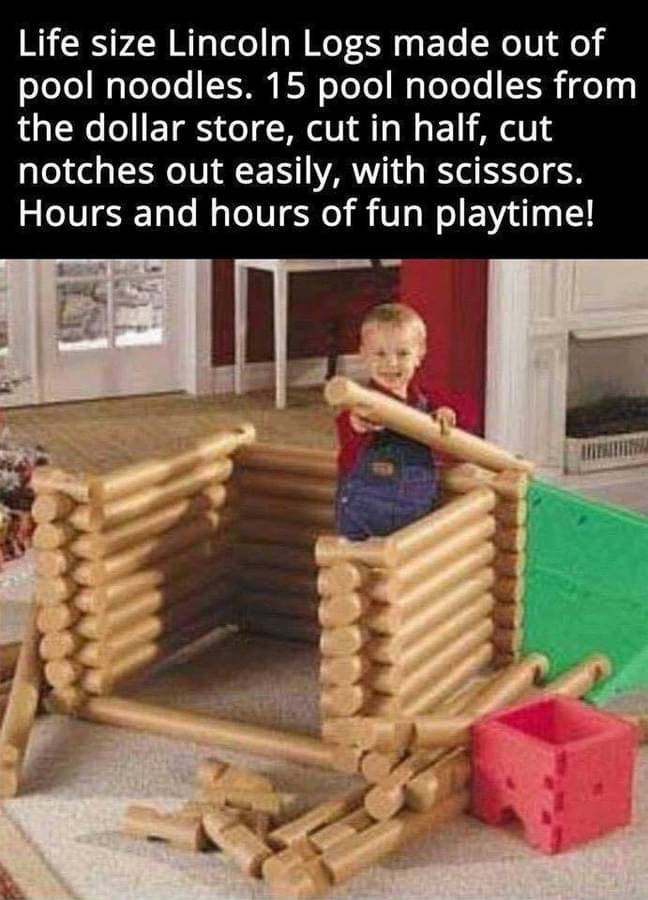 Life size Lincoln Logs made out of
pool noodles. 15 pool noodles from
the dollar store, cut in half, cut
notches out easily, with scissors.
Hours and hours of fun playtime!